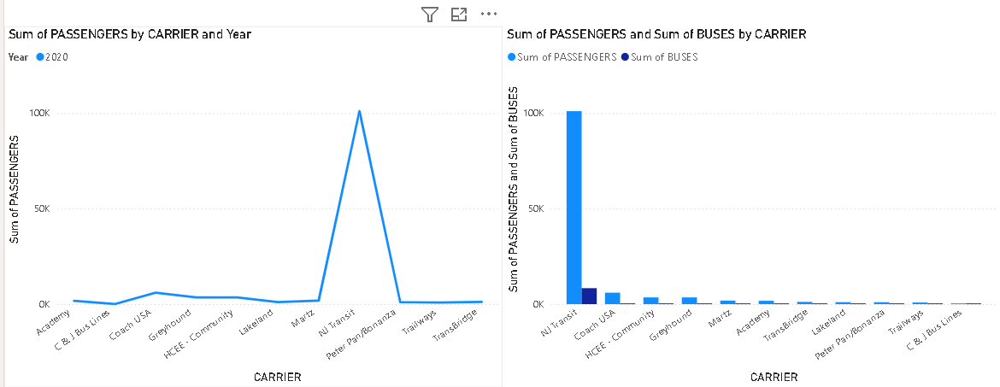 Sum of PASSENGERS by CARRIER and Year
Year 2020
Sum of PASSENGERS
100K
50K
0K
Academy
C & J Bus Lines
Coach USA
Greyhound
HCEE - Community
Lakeland
Martz
NJ Transit
Peter Pan/Bonanza
Trailways
TransBridge
CARRIER
Sum of PASSENGERS and Sum of BUSES by CARRIER
Sum of PASSENGERS Sum of BUSES
Sum of PASSENGERS and Sum of BUSES
100K
50K
0K
NJ Transit
Coach USA
HCEE - Community
Greyhound
Martz
Academy
TransBridge
Lakeland
Peter Pan/Bonanza
Trailways
C & J Bus Lines
CARRIER